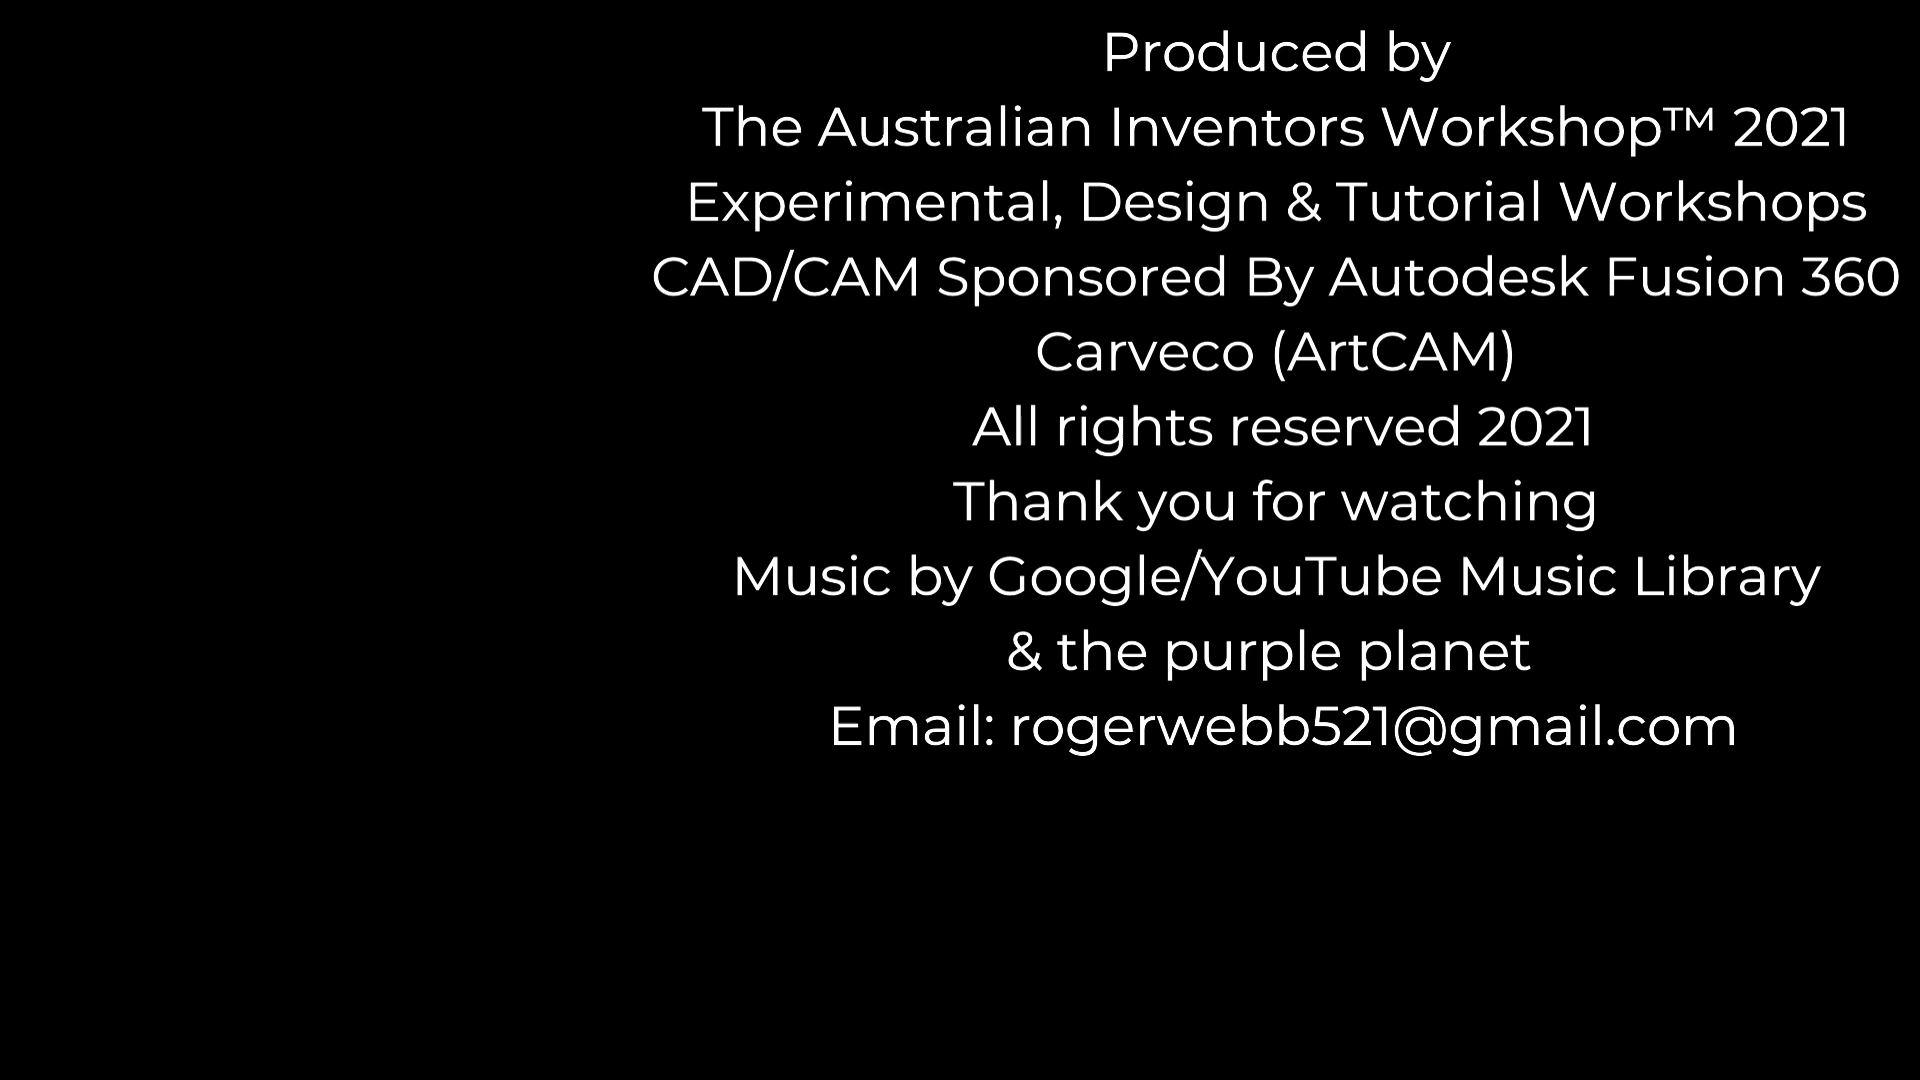 Produced by
The Australian Inventors Workshop™ 2021
Experimental, Design & Tutorial Workshops
CAD/CAM Sponsored By Autodesk Fusion 360
Carveco (ArtCAM)
All rights reserved 2021
Thank you for watching
Music by Google/YouTube Music Library
& the purple planet
Email: rogerwebb521@gmail.com